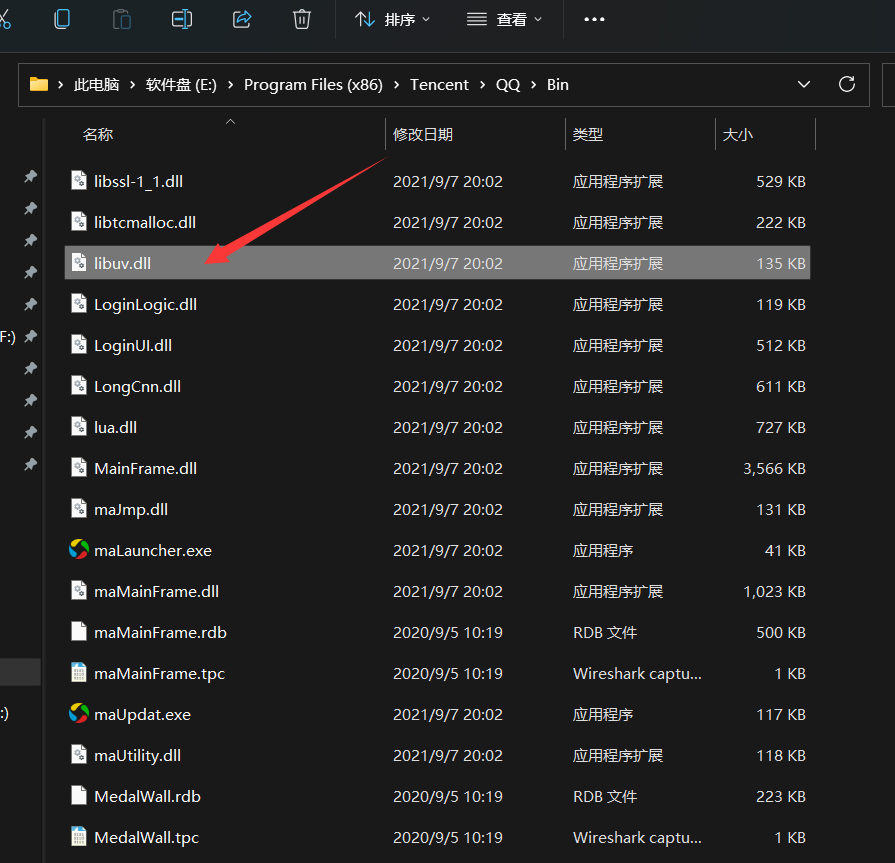 排序 查看
此电脑 软件盘 (E:) Program Files (x86) Tencent QQ Bin
名称 修改日期 类型 大小
libssl-1_1.dll 2021/9/7 20:02 应用程序扩展 529 KB
libtcmalloc.dll 2021/9/7 20:02 应用程序扩展 222 KB
libuv.dll 2021/9/7 20:02 应用程序扩展 135 KB
LoginLogic.dll 2021/9/7 20:02 应用程序扩展 119 KB
F:) LoginUI.dll 2021/9/7 20:02 应用程序扩展 512 KB
LongCnn.dll 2021/9/7 20:02 应用程序扩展 611 KB
lua.dll 2021/9/7 20:02 应用程序扩展 727 KB
MainFrame.dll 2021/9/7 20:02 应用程序扩展 3,566 KB
maJmp.dll 2021/9/7 20:02 应用程序扩展 131 KB
maLauncher.exe 2021/9/7 20:02 应用程序 41 KB
maMainFrame.dll 2021/9/7 20:02 应用程序扩展 1,023 KB
maMainFrame.rdb 2020/9/5 10:19 RDB 文件 500 KB
maMainFrame.tpc 2020/9/5 10:19 Wireshark captu... 1 KB
:) maUpdat.exe 2021/9/7 20:02 应用程序 117 KB
maUtility.dll 2021/9/7 20:02 应用程序扩展 118 KB
MedalWall.rdb 2020/9/5 10:19 RDB 文件 223 KB
MedalWall.tpc 2020/9/5 10:19 Wireshark captu... 1 KB